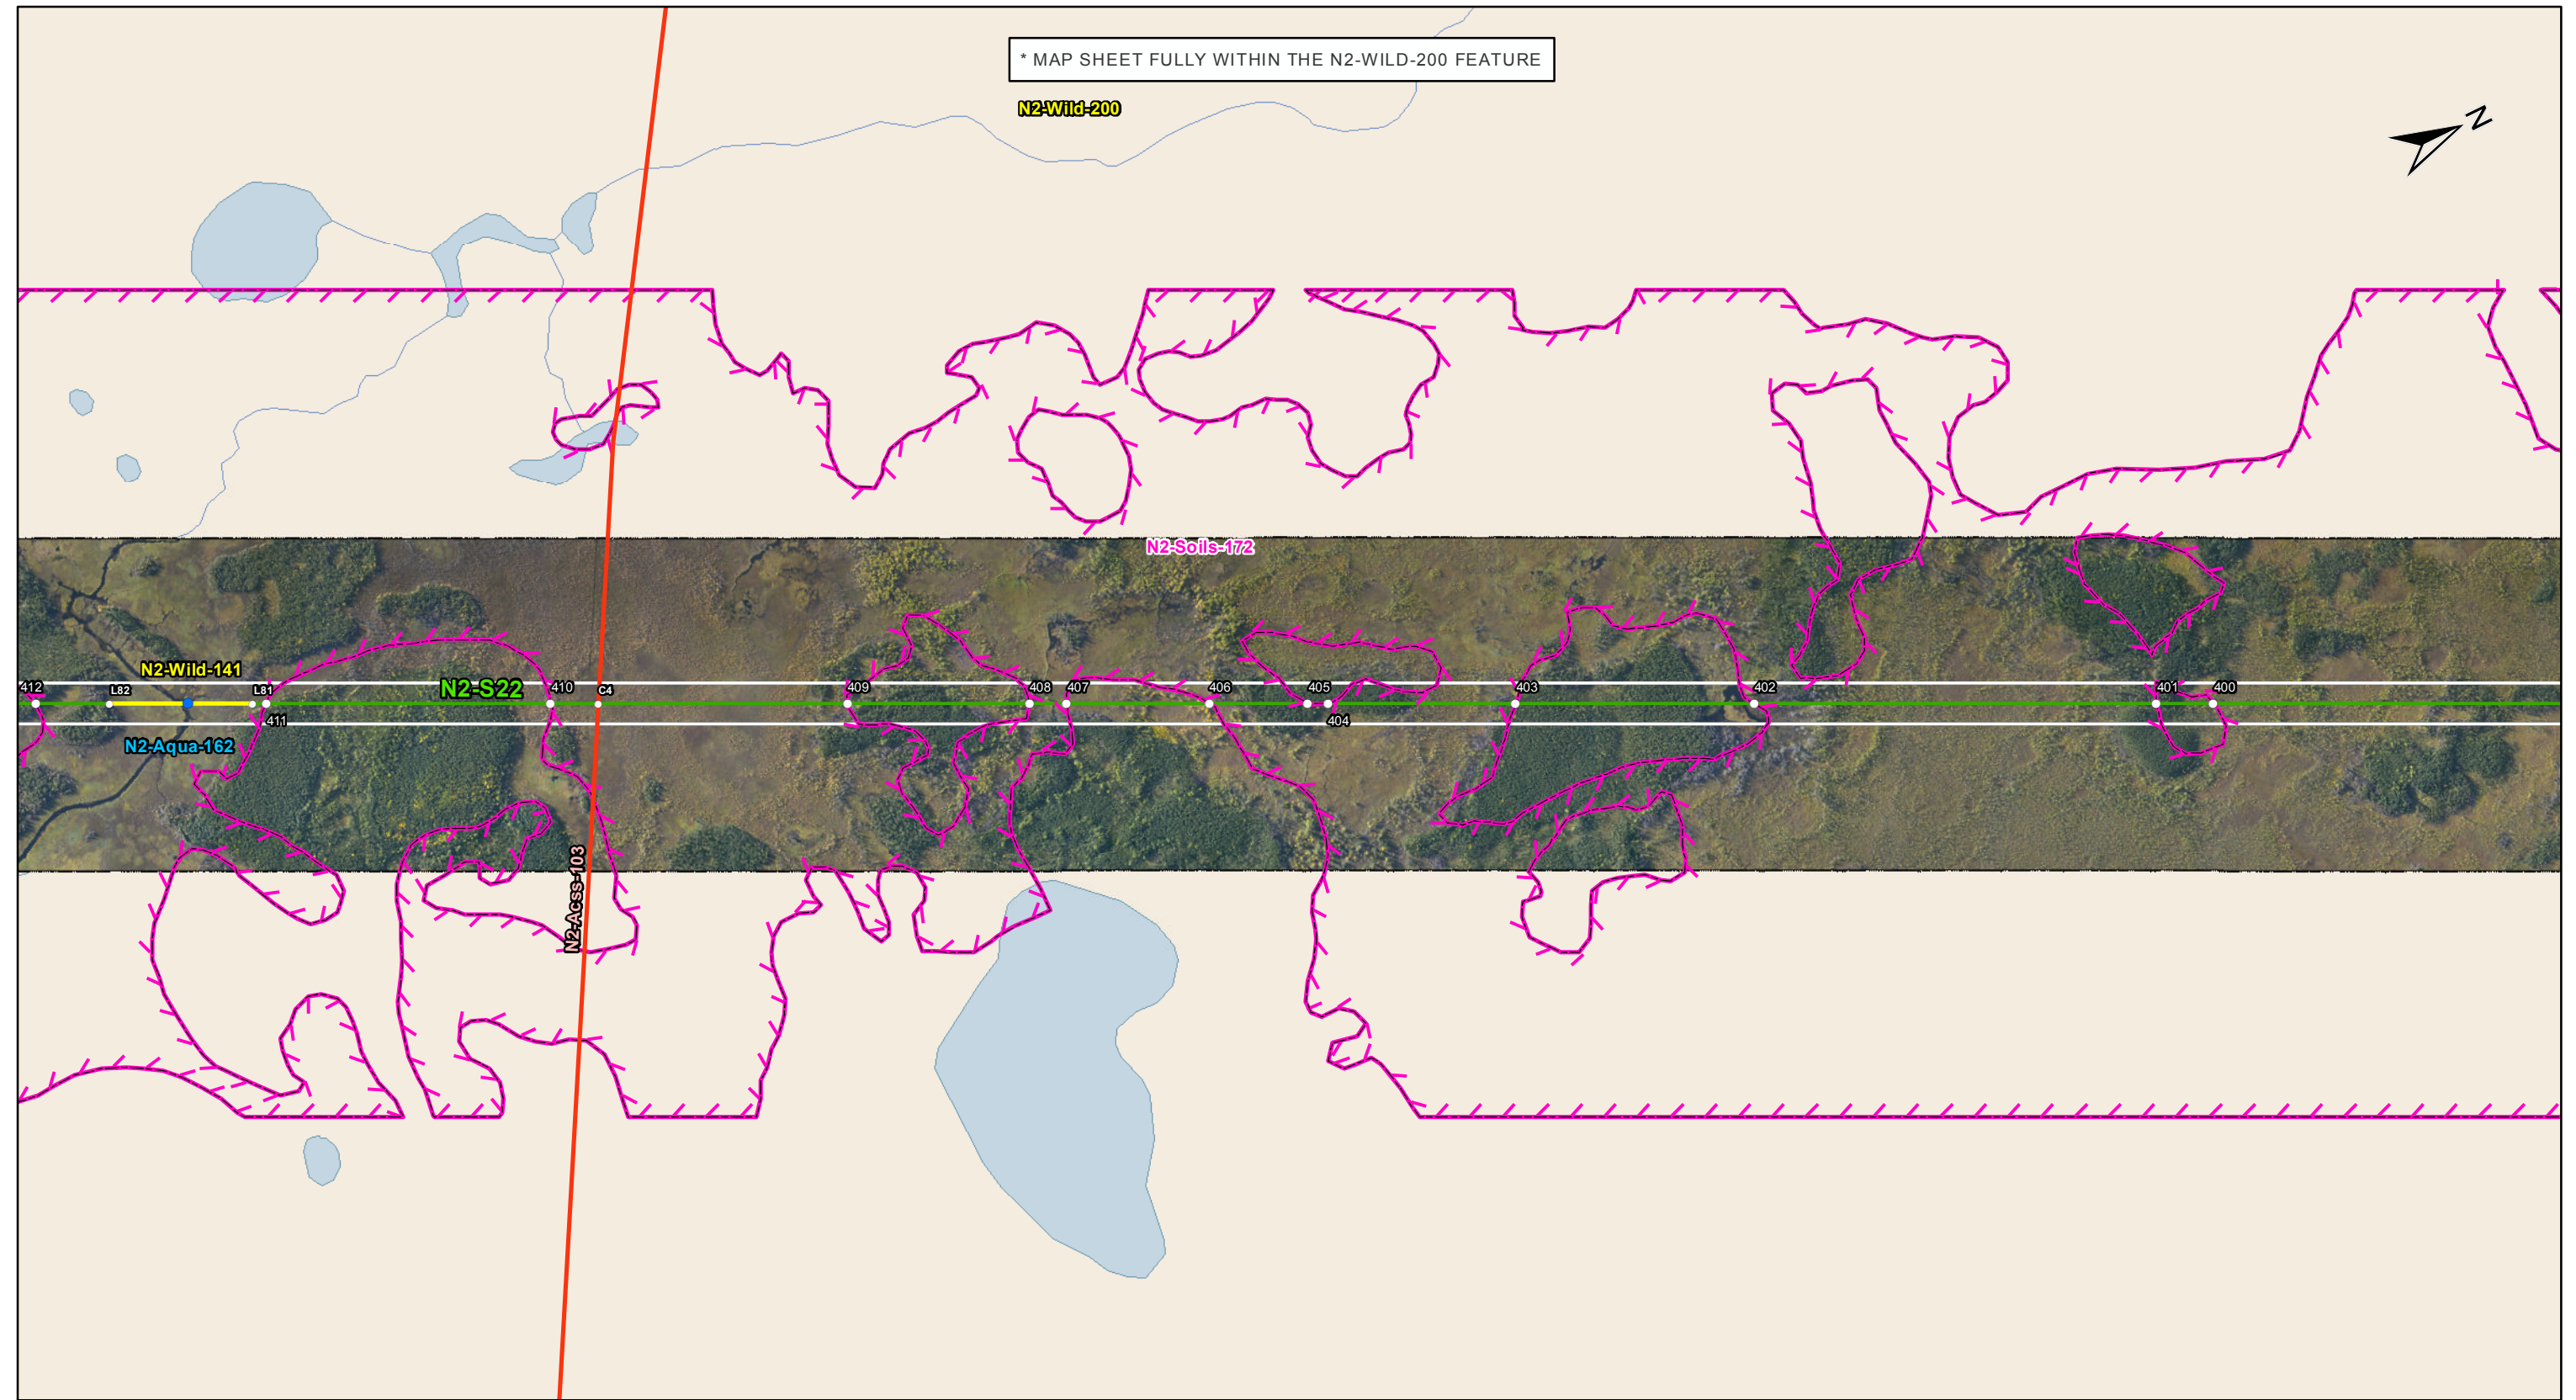 * MAP SHEET FULLY WITHIN THE N2-WILD-200 FEATURE
N2-Wild-200
N
N2-Soils-172
N2-Wild-141
412
L82
L81
N2-S22
410
C4
409
408
407
406
405
403
402
401
400
411
404
N2-Aqua-162
N2-Acss-103